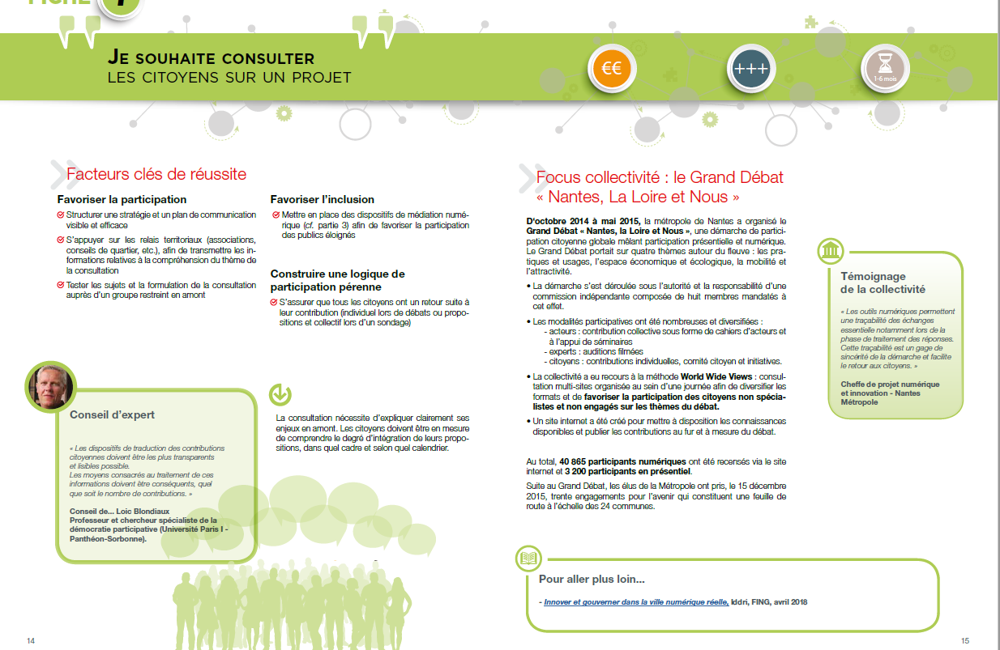 FICHE 1
JE SOUHAITE CONSULTER
LES CITOYENS SUR UN PROJET
€€
+++
1-6 mois
Facteurs clés de réussite
Favoriser la participation
Structurer une stratégie et un plan de communication
visible et efficace
S'appuyer sur les relais territoriaux (associations,
conseils de quartier, etc.), afin de transmettre les in-
formations relatives à la compréhension du thème de
la consultation
Tester les sujets et la formulation de la consultation
auprès d'un groupe restreint en amont
Favoriser l'inclusion
Mettre en place des dispositifs de médiation numé-
rique (cf. partie 3) afin de favoriser la participation
des publics éloignés
Construire une logique de
participation pérenne
S'assurer que tous les citoyens ont un retour suite à
leur contribution (individuel lors de débats ou propo-
sitions et collectif lors d'un sondage)
Conseil d'expert
« Les dispositifs de traduction des contributions
citoyennes doivent être les plus transparents
et lisibles possible.
Les moyens consacrés au traitement de ces
informations doivent être conséquents, quel
que soit le nombre de contributions. »
Conseil de... Loic Blondiaux
Professeur et chercheur spécialiste de la
démocratie participative (Université Paris I -
Panthéon-Sorbonne).
La consultation nécessite d'expliquer clairement ses
enjeux en amont. Les citoyens doivent être en mesure
de comprendre le degré d'intégration de leurs propo-
sitions, dans quel cadre et selon quel calendrier.
14
Focus collectivité : le Grand Débat
« Nantes, La Loire et Nous »
D'octobre 2014 à mai 2015, la métropole de Nantes a organisé le
Grand Débat « Nantes, la Loire et Nous », une démarche de partici-
pation citoyenne globale mêlant participation présentielle et numérique.
Le Grand Débat portait sur quatre thèmes autour du fleuve : les pra-
tiques et usages, l'espace économique et écologique, la mobilité et
l'attractivité.
• La démarche s'est déroulée sous l'autorité et la responsabilité d'une
commission indépendante composée de huit membres mandatés à
cet effet.
• Les modalités participatives ont été nombreuses et diversifiées :
- acteurs : contribution collective sous forme de cahiers d'acteurs et
à l'appui de séminaires
- experts : auditions filmées
- citoyens : contributions individuelles, comité citoyen et initiatives.
• La collectivité a eu recours à la méthode World Wide Views : consul-
tation multi-sites organisée au sein d'une journée afin de diversifier les
formats et de favoriser la participation des citoyens non spécia-
listes et non engagés sur les thèmes du débat.
• Un site internet a été créé pour mettre à disposition les connaissances
disponibles et publier les contributions au fur et à mesure du débat.
Au total, 40 865 participants numériques ont été recensés via le site
internet et 3 200 participants en présentiel.
Suite au Grand Débat, les élus de la Métropole ont pris, le 15 décembre
2015, trente engagements pour l'avenir qui constituent une feuille de
route à l'échelle des 24 communes.
Témoignage
de la collectivité
« Les outils numériques permettent
une traçabilité des échanges
essentielle notamment lors de la
phase de traitement des réponses.
Cette traçabilité est un gage de
sincérité de la démarche et facilite
le retour aux citoyens. »
Cheffe de projet numérique
et innovation - Nantes
Métropole
Pour aller plus loin...
- Innover et gouverner dans la ville numérique réelle, Iddri, FING, avril 2018
15